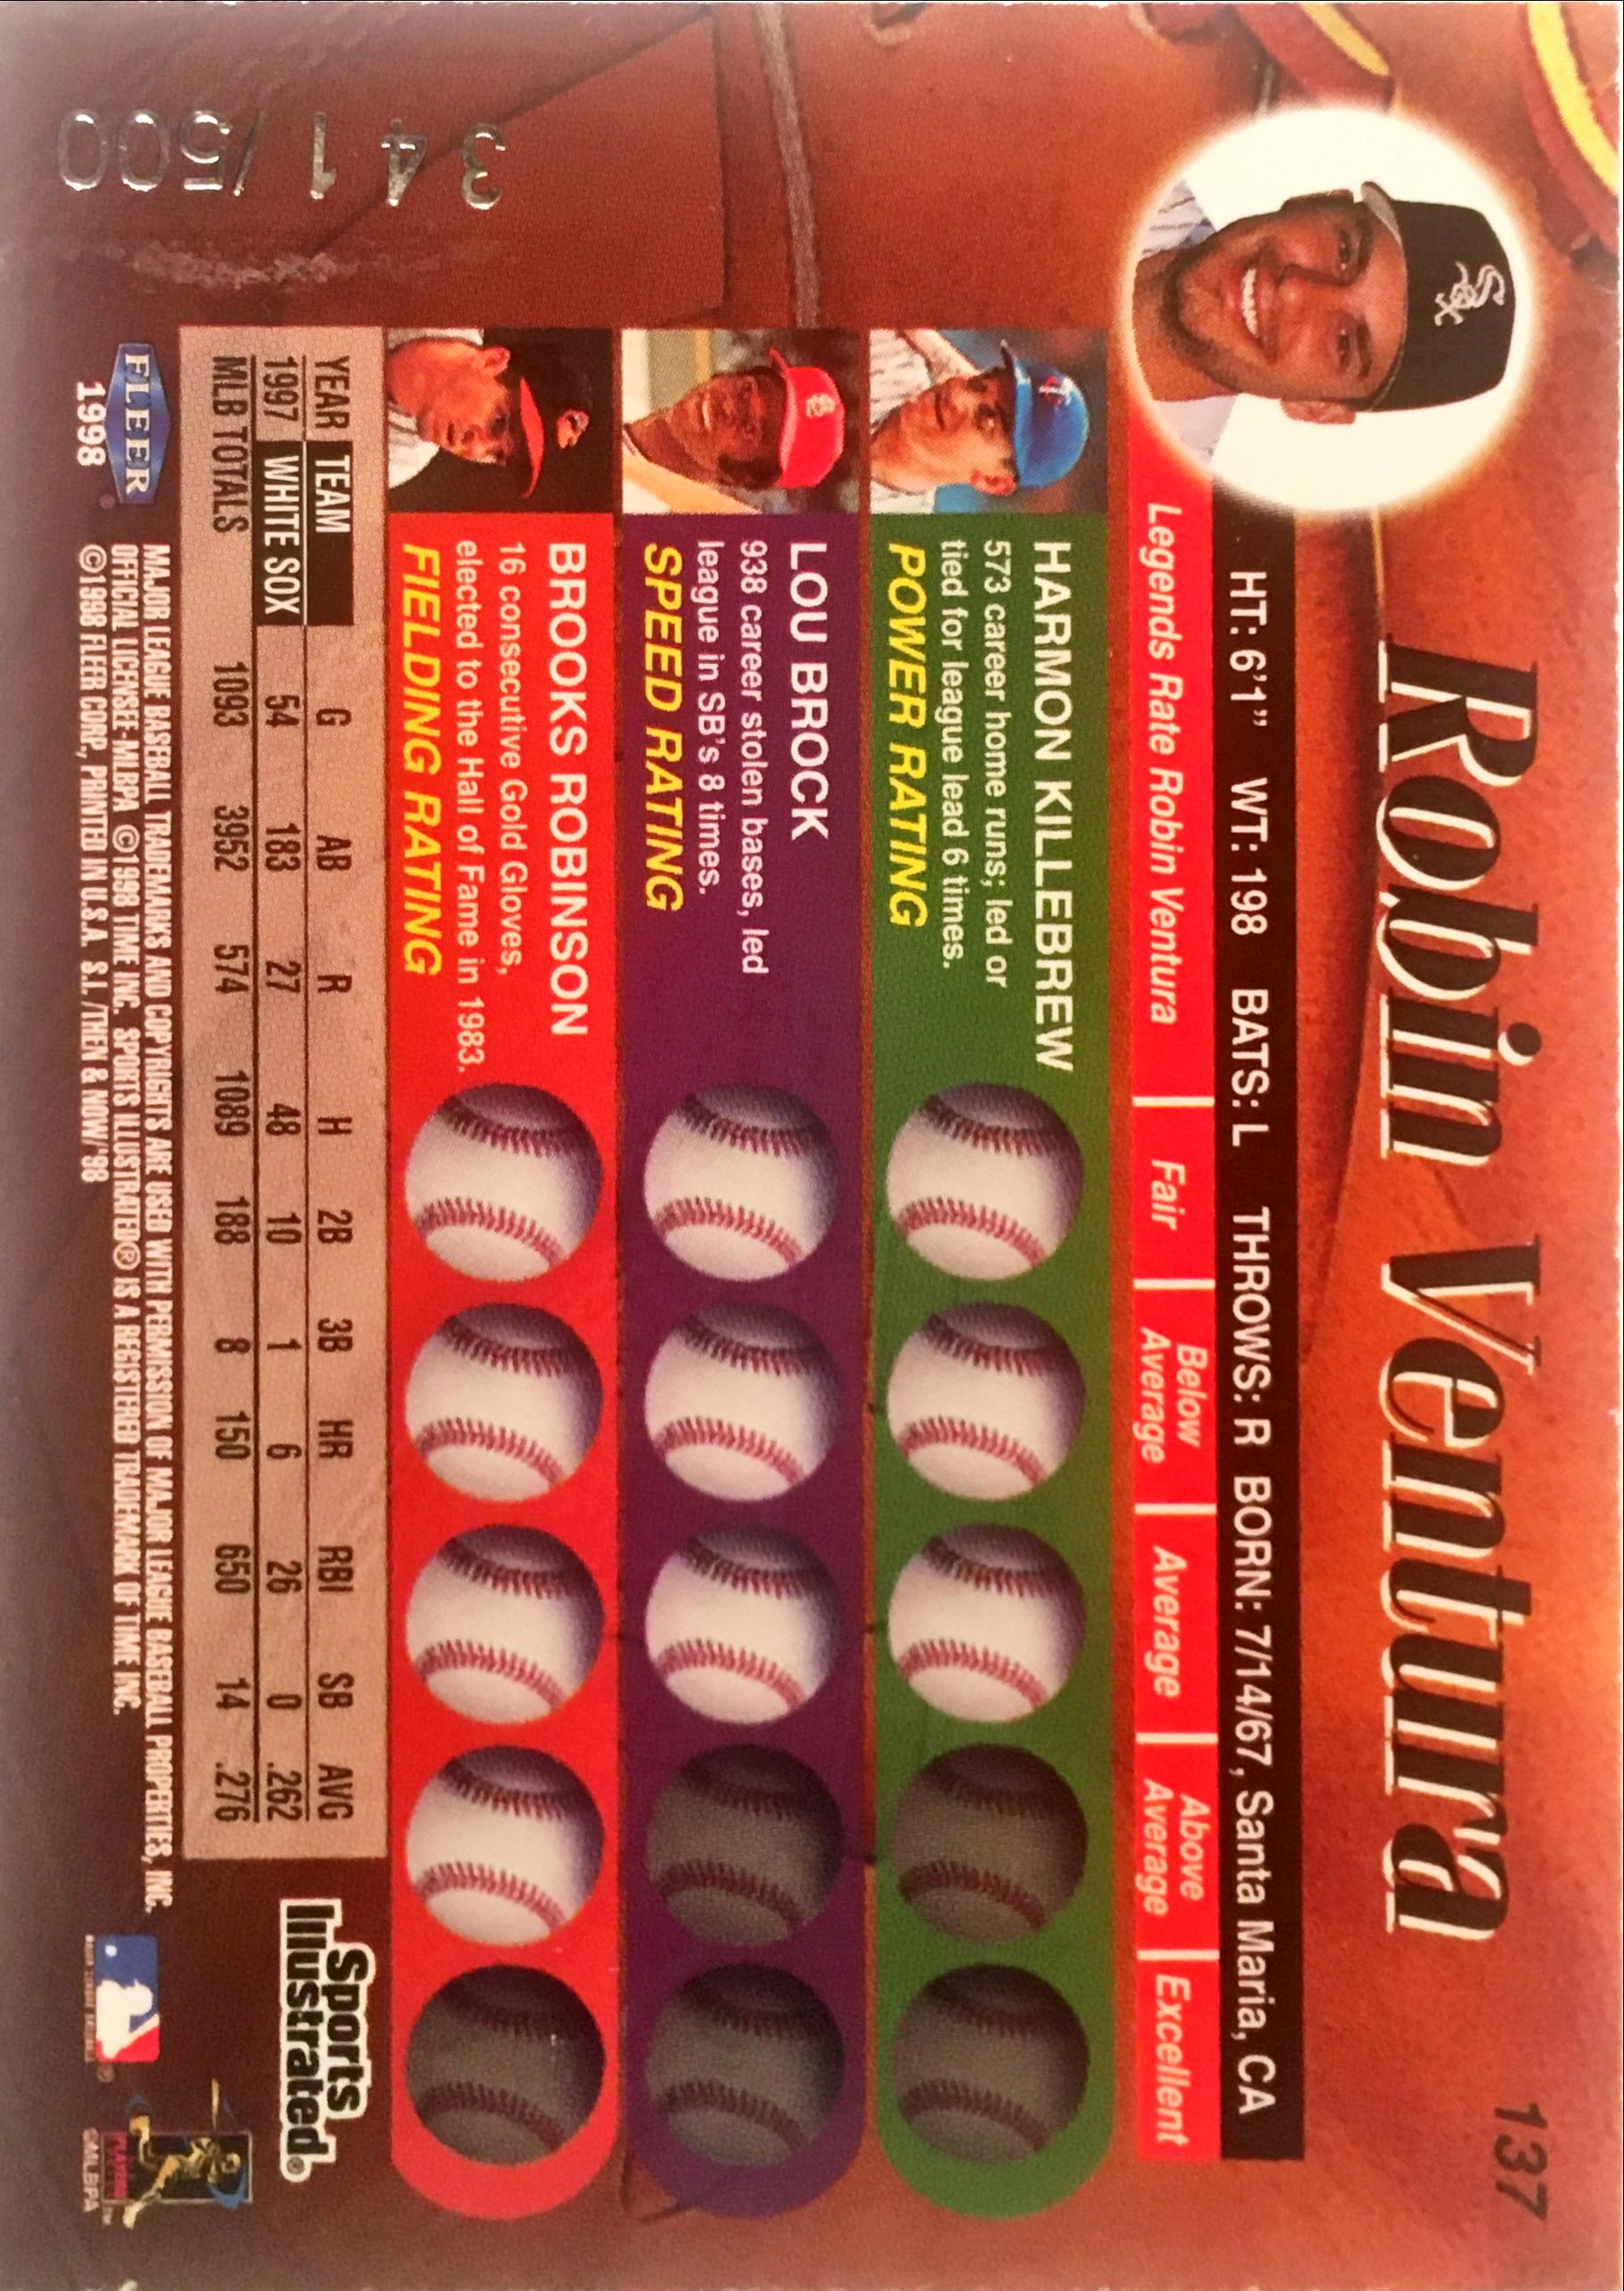 137
Robin Ventura
HT: 6'1" WT: 198 BATS: L THROWS: R BORN: 7/14/67, Santa Maria, CA
Legends Rate Robin Ventura Fair Below Average Average Above Average Excellent
HARMON KILLEBREW
573 career home runs; led or
tied for league lead 6 times.
POWER RATING
LOU BROCK
938 career stolen bases, led
league in SB's 8 times.
SPEED RATING
BROOKS ROBINSON
16 consecutive Gold Gloves,
elected to the Hall of Fame in 1983.
FIELDING RATING
YEAR TEAM G AB R H 2B 3B HR RBI SB AVG
1997 WHITE SOX 54 183 27 48 10 1 6 26 0 .262
MLB TOTALS 1093 3952 574 1089 188 8 150 650 14 .276
Sports
Illustrated®
341/500
FLER
1998
MAJOR LEAGUE BASEBALL TRADEMARKS AND COPYRIGHTS ARE USED WITH PERMISSION OF MAJOR LEAGUE BASEBALL PROPERTIES, INC.
OFFICIAL LICENSEE-MLBPA ©1998 TIME INC. SPORTS ILLUSTRATED® IS A REGISTERED TRADEMARK OF TIME INC.
©1998 FLEER CORP., PRINTED IN U.S.A. S.I./THEN & NOW/'98
©MLBPA
Sox